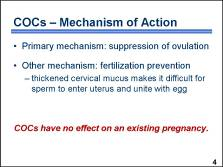 COCs – Mechanism of Action
• Primary mechanism: suppression of ovulation
• Other mechanism: fertilization prevention
– thickened cervical mucus makes it difficult for
sperm to enter uterus and unite with egg
COCs have no effect on an existing pregnancy.
4